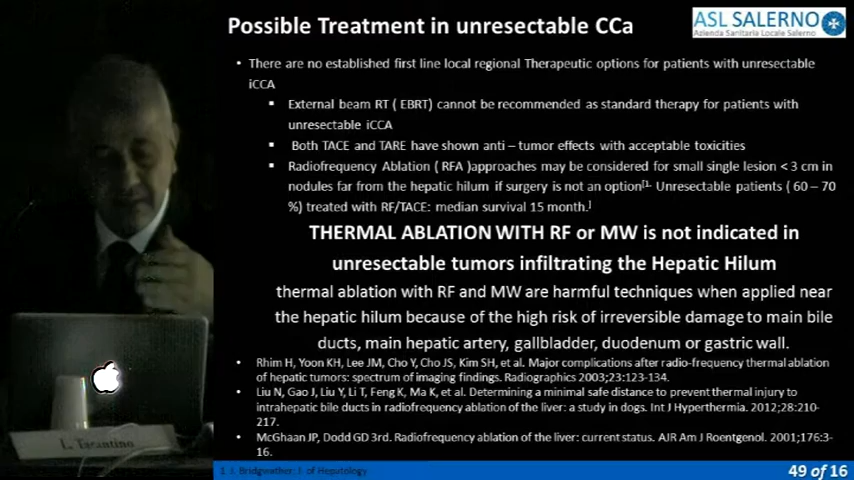 Possible Treatment in unresectable CCa
ASL SALERNO
Azienda Sanitaria Locale Salerno
• There are no established first line local regional Therapeutic options for patients with unresectable
iCCA
▪ External beam RT ( EBRT) cannot be recommended as standard therapy for patients with
unresectable iCCA
▪ Both TACE and TARE have shown anti – tumor effects with acceptable toxicities
▪ Radiofrequency Ablation ( RFA )approaches may be considered for small single lesion < 3 cm in
nodules far from the hepatic hilum if surgery is not an option[1. Unresectable patients ( 60 – 70
%) treated with RF/TACE: median survival 15 month.]
THERMAL ABLATION WITH RF or MW is not indicated in
unresectable tumors infiltrating the Hepatic Hilum
thermal ablation with RF and MW are harmful techniques when applied near
the hepatic hilum because of the high risk of irreversible damage to main bile
ducts, main hepatic artery, gallbladder, duodenum or gastric wall.
• Rhim H, Yoon KH, Lee JM, Cho Y, Cho JS, Kim SH, et al. Major complications after radio-frequency thermal ablation
of hepatic tumors: spectrum of imaging findings. Radiographics 2003;23:123-134.
• Liu N, Gao J, Liu Y, Li T, Feng K, Ma K, et al. Determining a minimal safe distance to prevent thermal injury to
intrahepatic bile ducts in radiofrequency ablation of the liver: a study in dogs. Int J Hyperthermia. 2012;28:210-
217.
• McGhaan JP, Dodd GD 3rd. Radiofrequency ablation of the liver: current status. AJR Am J Roentgenol. 2001;176:3-
16.
L. Tarantino
1. J. Bridgwather: J. of Hepatology
49 of 16